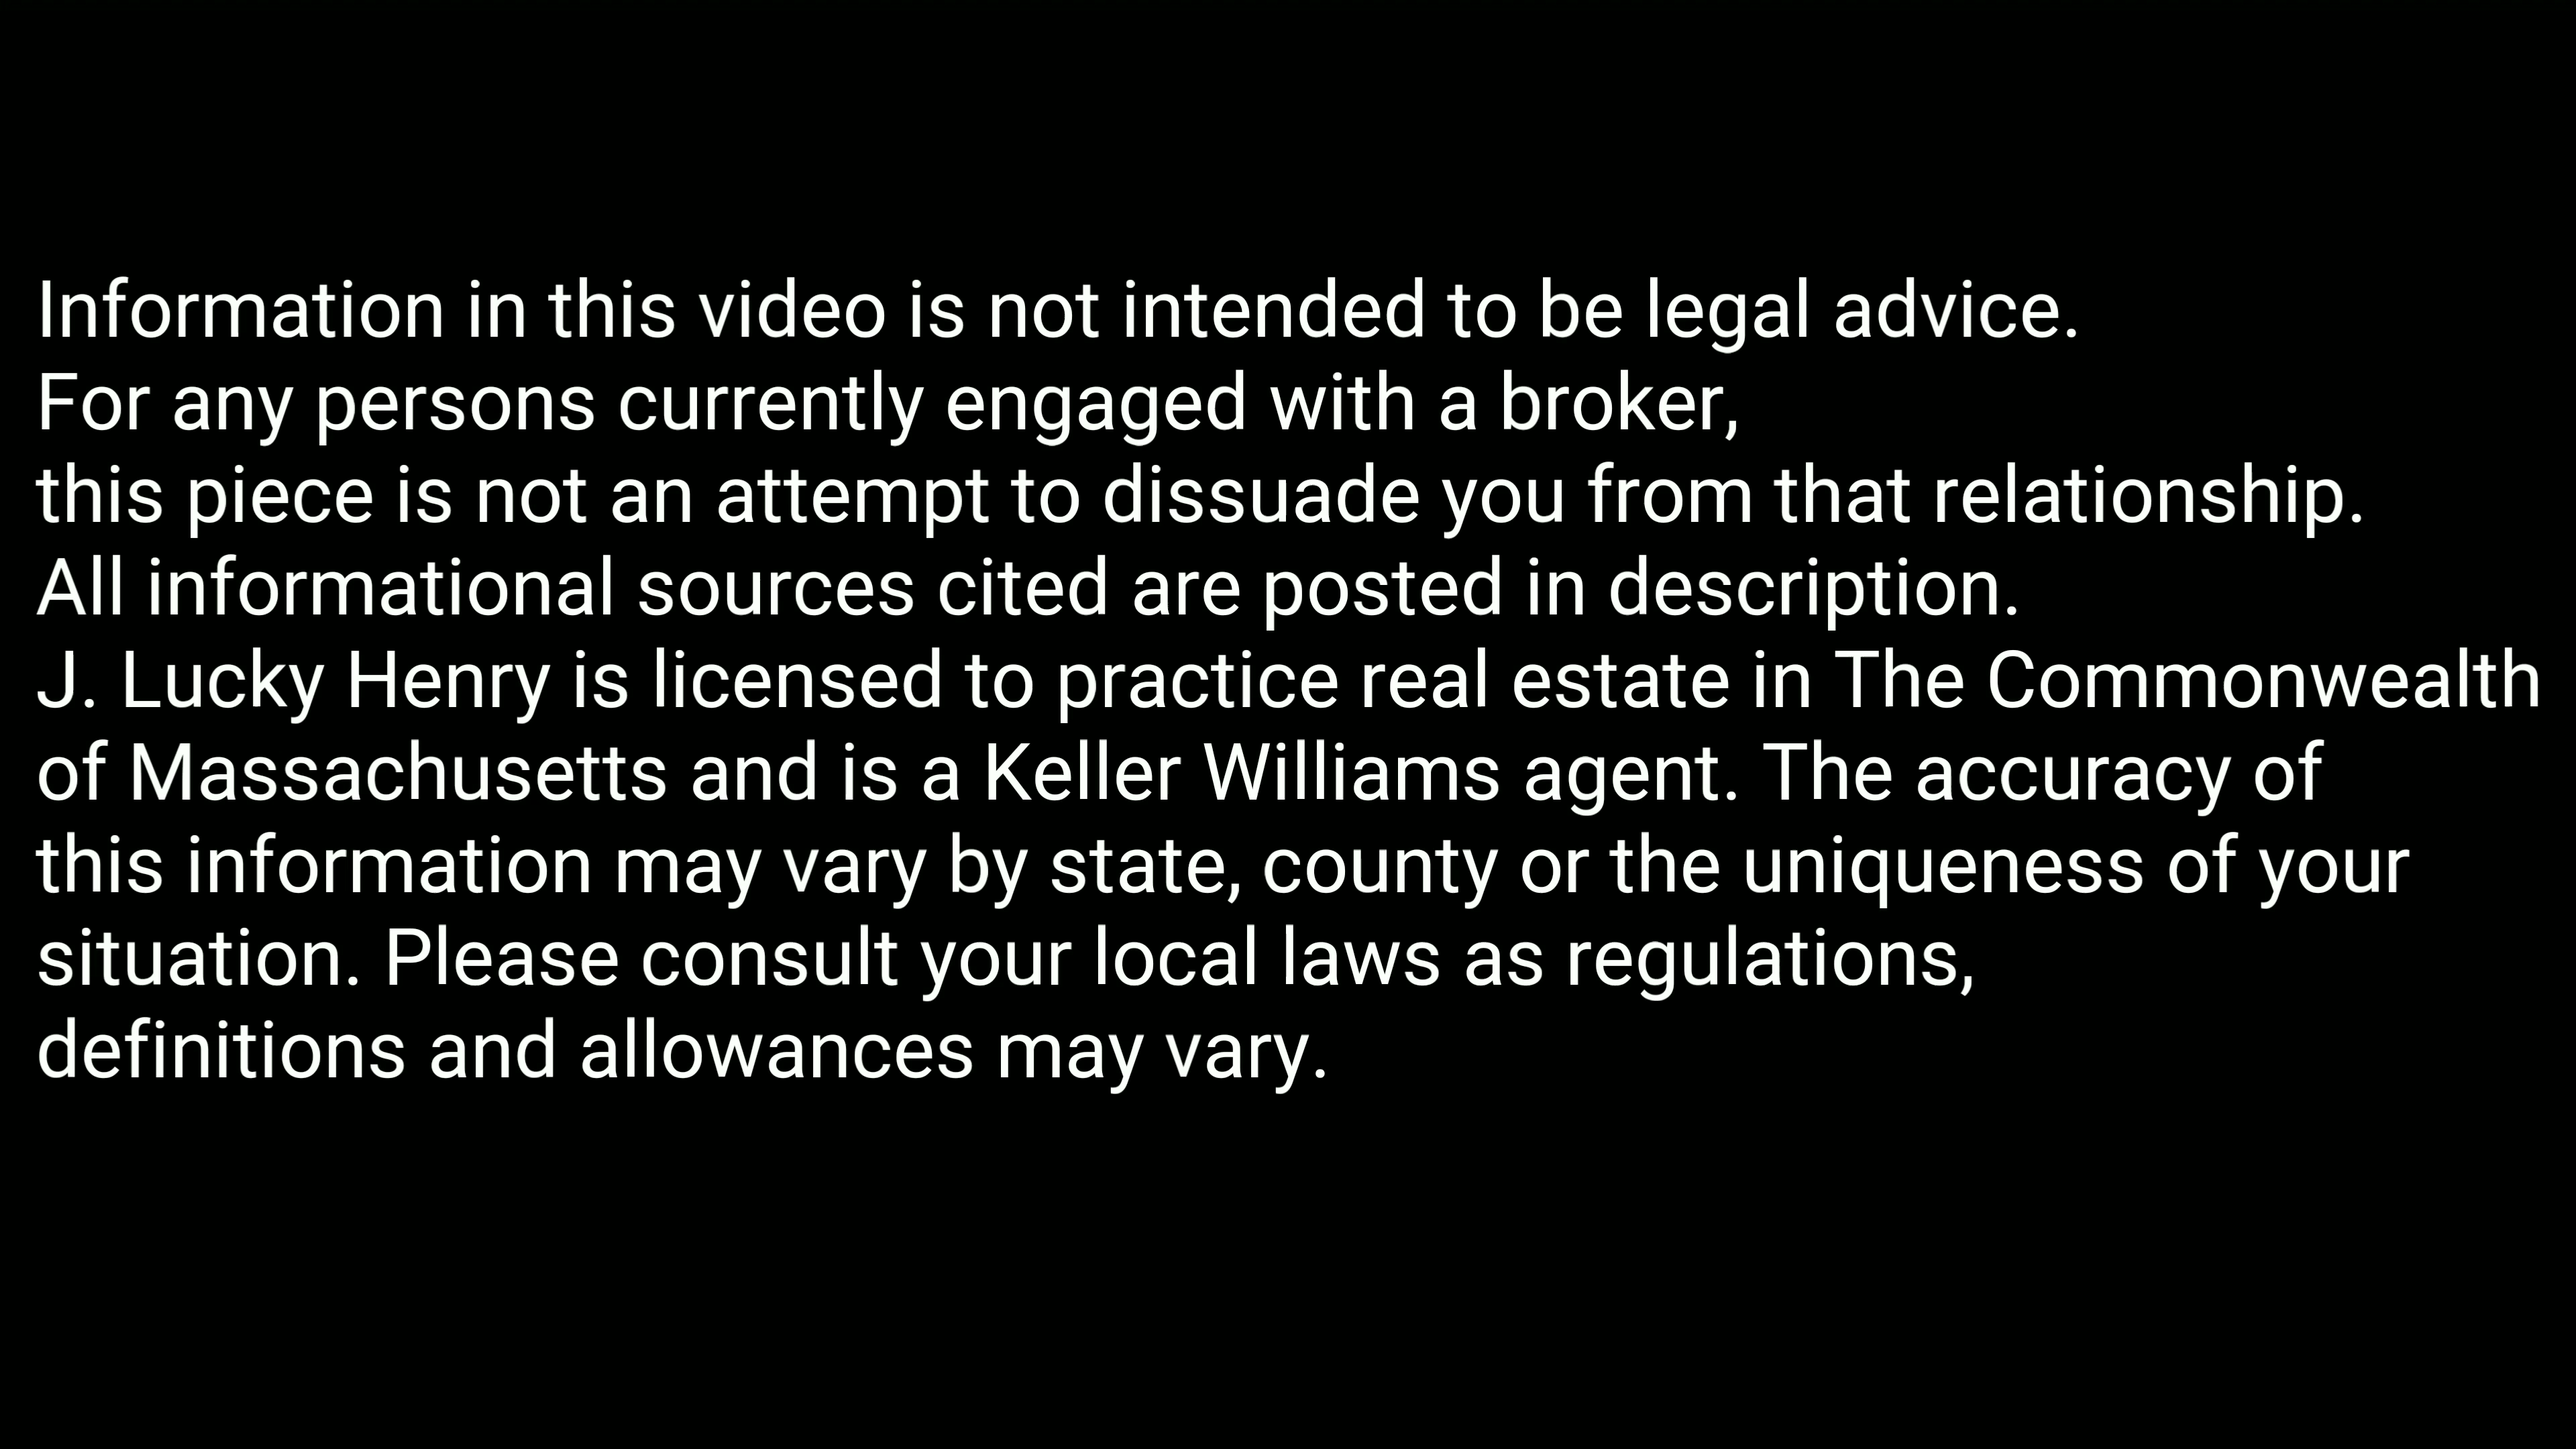 Information in this video is not intended to be legal advice.
For any persons currently engaged with a broker,
this piece is not an attempt to dissuade you from that relationship.
All informational sources cited are posted in description.
J. Lucky Henry is licensed to practice real estate in The Commonwealth
of Massachusetts and is a Keller Williams agent. The accuracy of
this information may vary by state, county or the uniqueness of your
situation. Please consult your local laws as regulations,
definitions and allowances may vary.